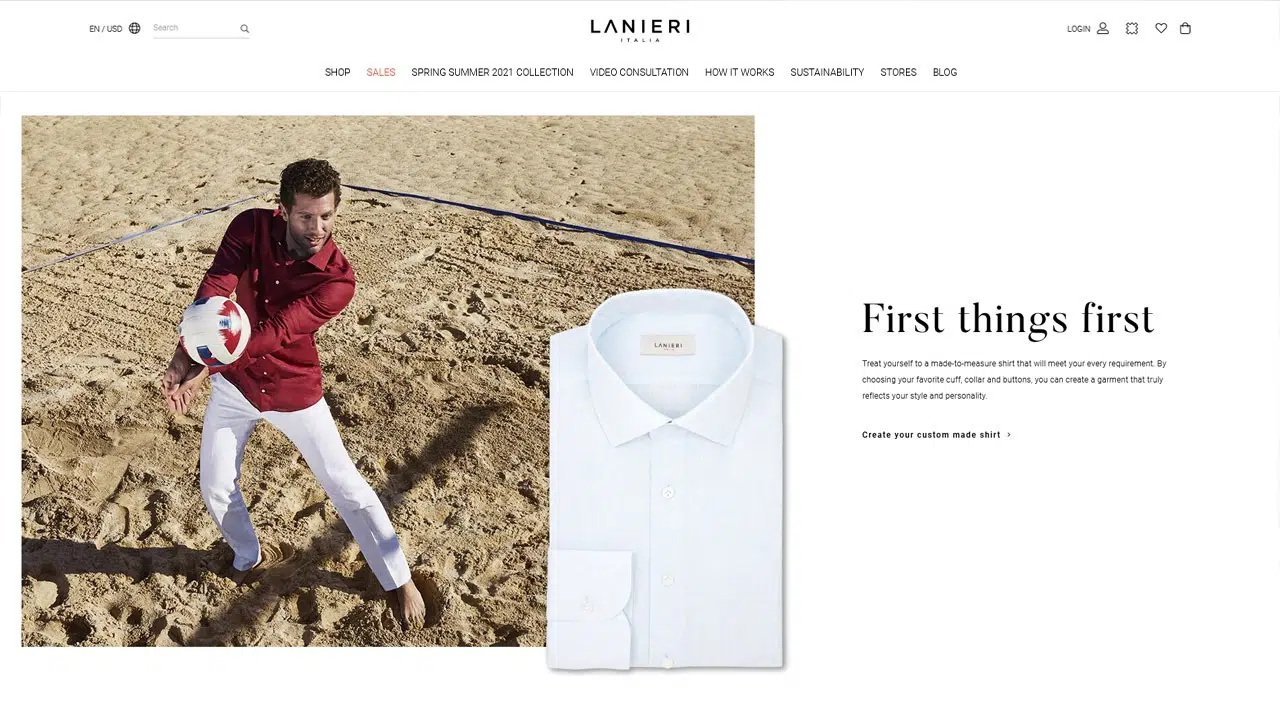 EN / USD
Search
LANIERI
ITALIA
LOGIN
SHOP
SALES
SPRING SUMMER 2021 COLLECTION
VIDEO CONSULTATION
HOW IT WORKS
SUSTAINABILITY
STORES
BLOG
LANIERI
First things first
Treat yourself to a made-to-measure shirt that will meet your every requirement. By
choosing your favorite cuff, collar and buttons, you can create a garment that truly
reflects your style and personality.
Create your custom made shirt >